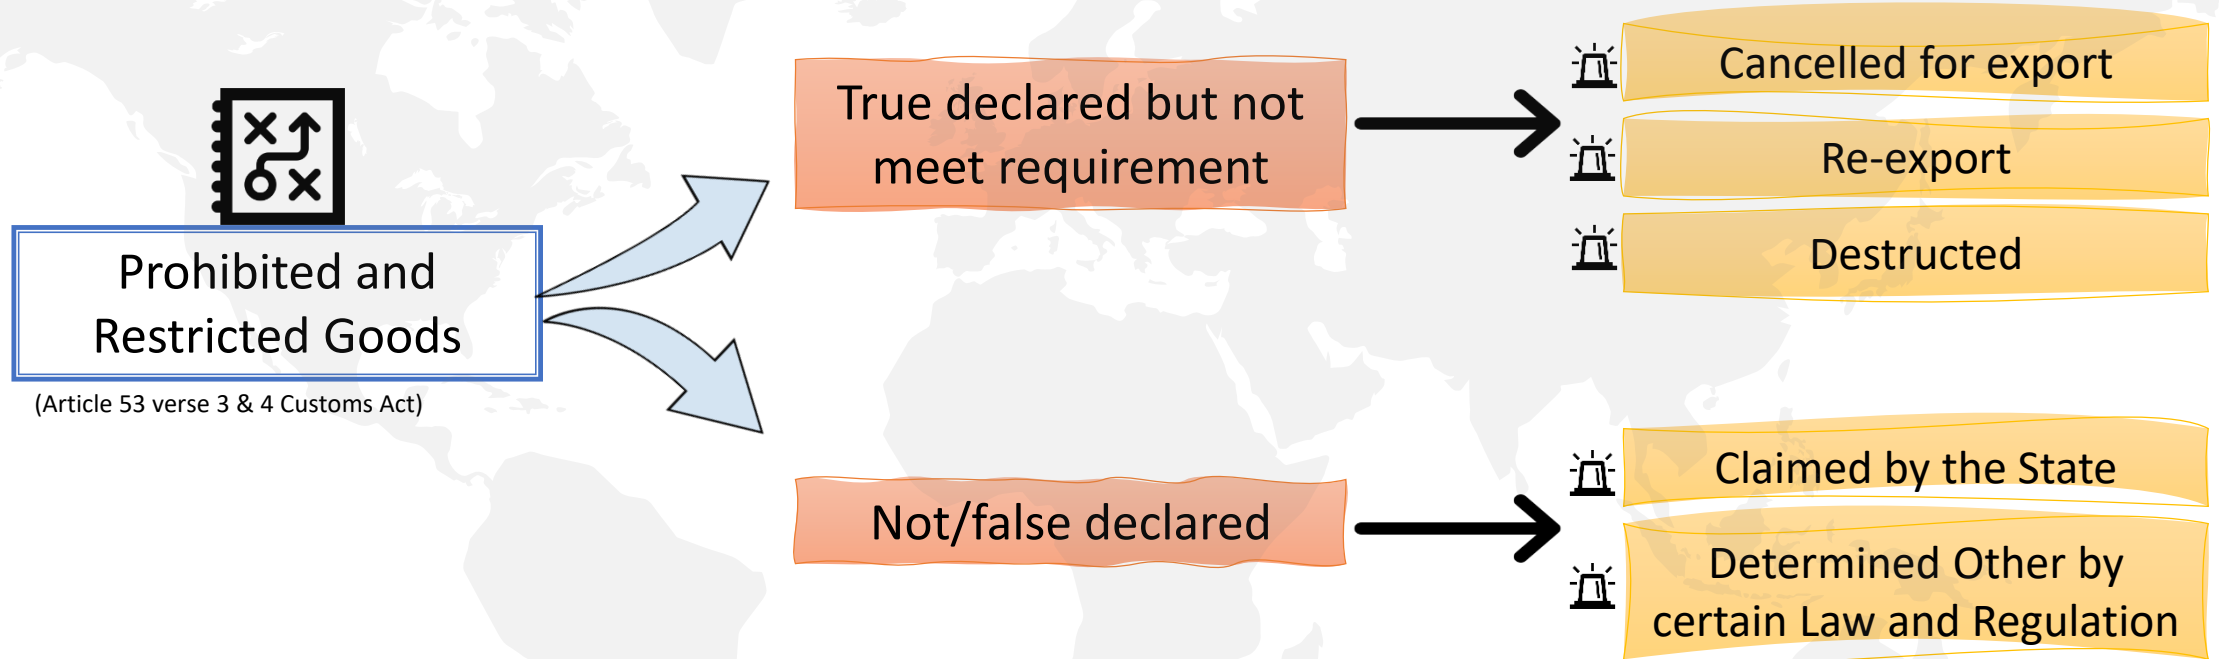 Prohibited and
Restricted Goods
(Article 53 verse 3 & 4 Customs Act)
True declared but not
meet requirement
Cancelled for export
Re-export
Destructed
Not/false declared
Claimed by the State
Determined Other by
certain Law and Regulation